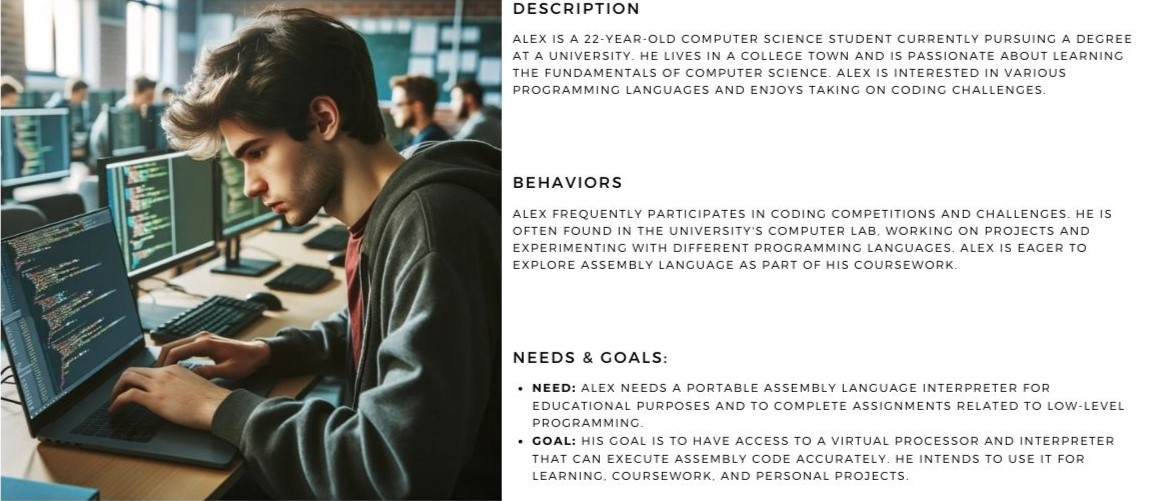 DESCRIPTION
ALEX IS A 22-YEAR-OLD COMPUTER SCIENCE STUDENT CURRENTLY PURSUING A DEGREE
AT A UNIVERSITY. HE LIVES IN A COLLEGE TOWN AND IS PASSIONATE ABOUT LEARNING
THE FUNDAMENTALS OF COMPUTER SCIENCE. ALEX IS INTERESTED IN VARIOUS
PROGRAMMING LANGUAGES AND ENJOYS TAKING ON CODING CHALLENGES.
BEHAVIORS
ALEX FREQUENTLY PARTICIPATES IN CODING COMPETITIONS AND CHALLENGES. HE IS
OFTEN FOUND IN THE UNIVERSITY'S COMPUTER LAB, WORKING ON PROJECTS AND
EXPERIMENTING WITH DIFFERENT PROGRAMMING LANGUAGES. ALEX IS EAGER TO
EXPLORE ASSEMBLY LANGUAGE AS PART OF HIS COURSEWORK.
NEEDS & GOALS:
• NEED: ALEX NEEDS A PORTABLE ASSEMBLY LANGUAGE INTERPRETER FOR
EDUCATIONAL PURPOSES AND TO COMPLETE ASSIGNMENTS RELATED TO LOW-LEVEL
PROGRAMMING.
• GOAL: HIS GOAL IS TO HAVE ACCESS TO A VIRTUAL PROCESSOR AND INTERPRETER
THAT CAN EXECUTE ASSEMBLY CODE ACCURATELY. HE INTENDS TO USE IT FOR
LEARNING, COURSEWORK, AND PERSONAL PROJECTS.